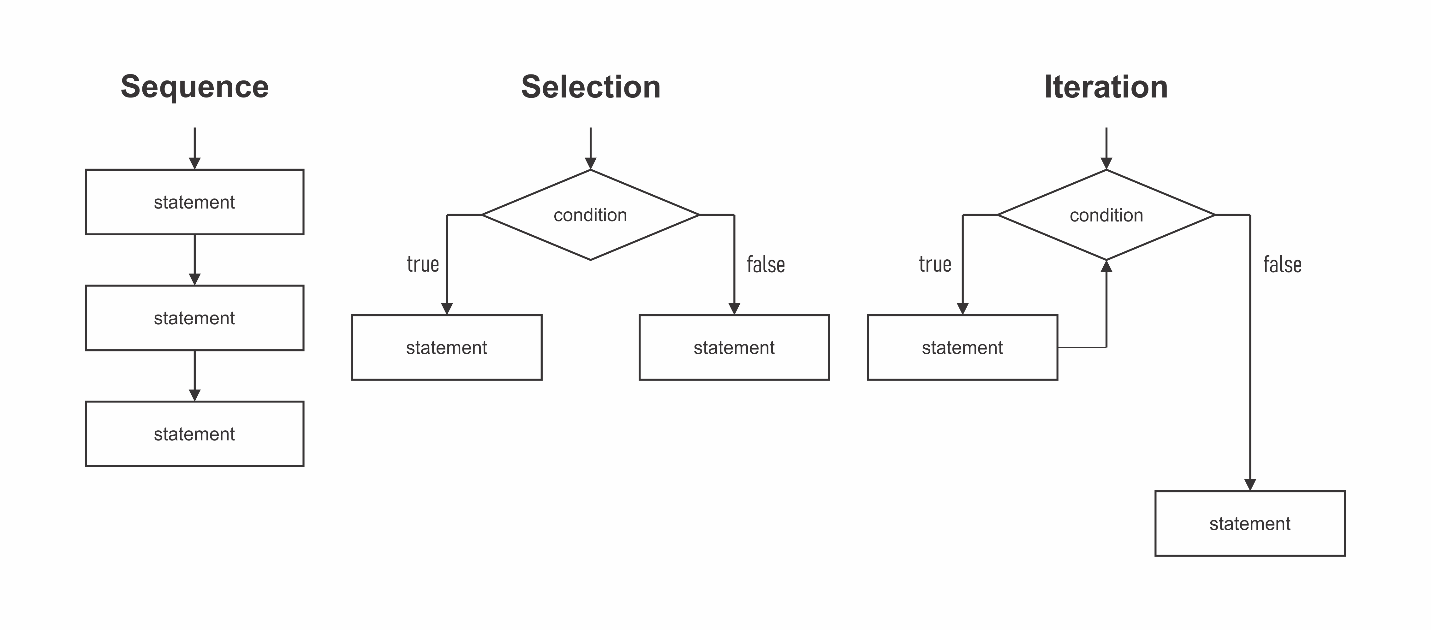 Sequence
statement
statement
statement
Selection
condition
true
false
statement
statement
Iteration
condition
true
false
statement
statement